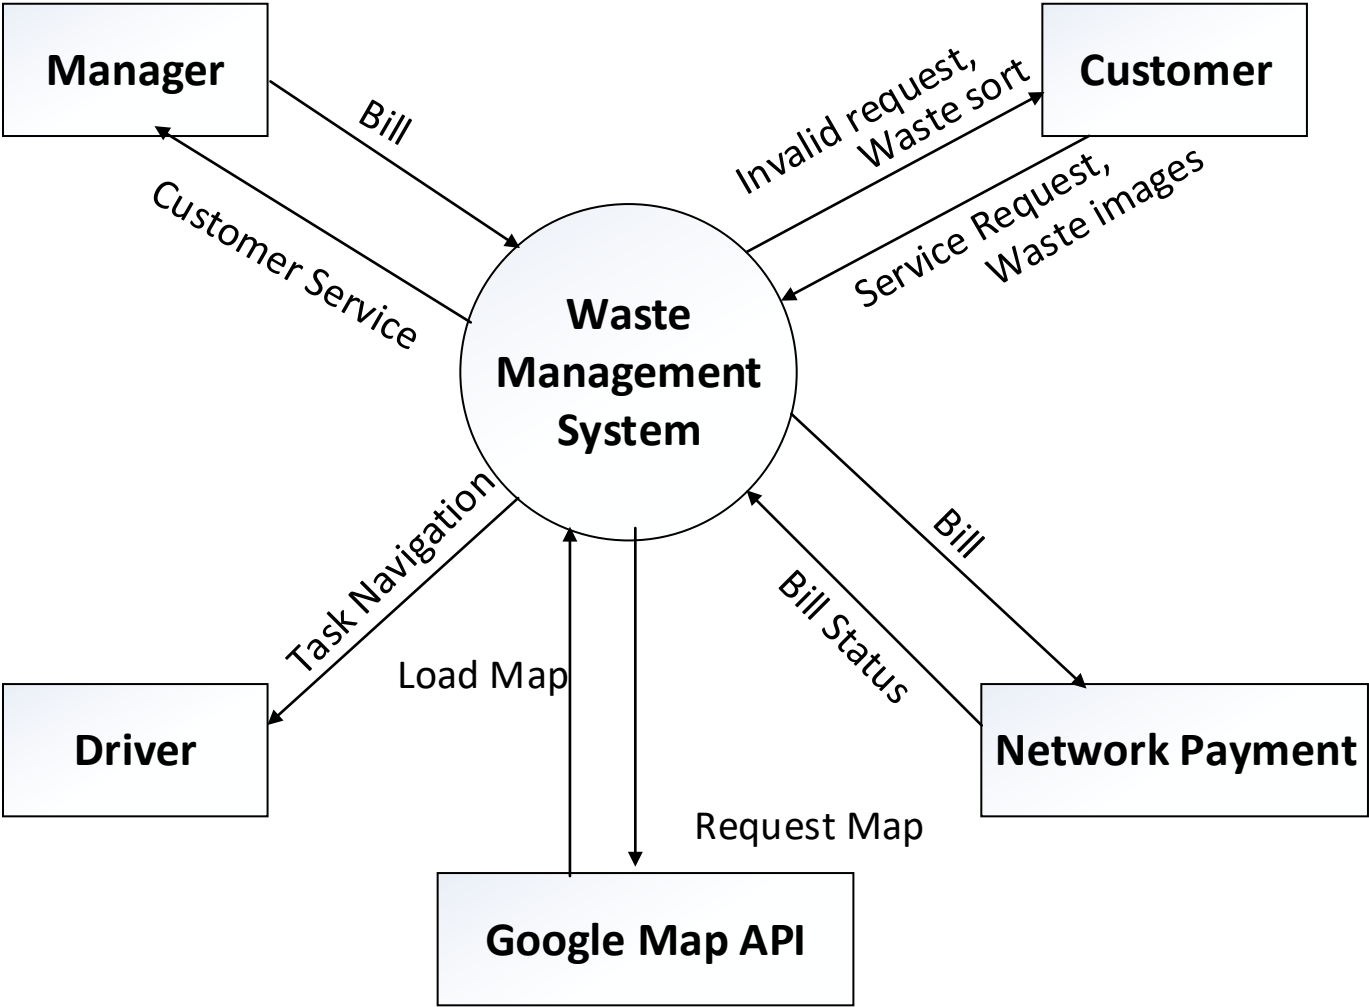 Manager
Customer
Bill
Invalid request,
Waste sort
Customer Service
Service Request,
Waste images
Waste
Management
System
Task Navigation
Bill
Bill Status
Load Map
Driver
Network Payment
Request Map
Google Map API